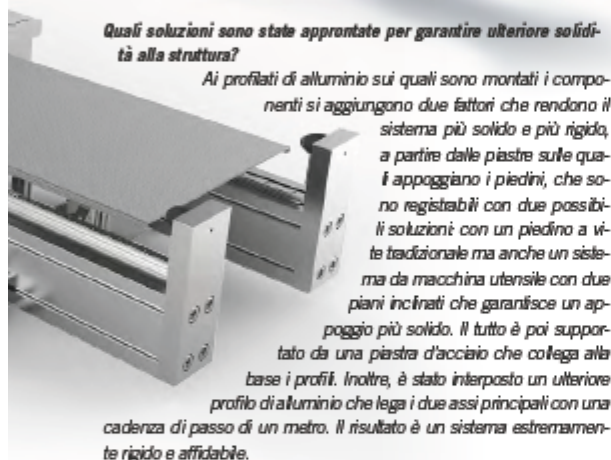 Quali soluzioni sono state approntate per garantire ulteriore solidi-
tà alla struttura?
Ai profilati di alluminio sui quali sono montati i compo-
nenti si aggiungono due fattori che rendono il
sistema più solido e più rigido,
a partire dalle piastre sulle qua-
li appoggiano i piedini, che so-
no registrabili con due possibi-
li soluzioni: con un piedino a vi-
te tradizionale ma anche un siste-
ma da macchina utensile con due
piani inclinati che garantisce un ap-
poggio più solido. Il tutto è poi suppor-
tato da una piastra d'acciaio che collega alla
base i profili. Inoltre, è stato interposto un ulteriore
profilo di alluminio che lega i due assi principali con una
cadenza di passo di un metro. Il risultato è un sistema estremamen-
te rigido e affidabile.